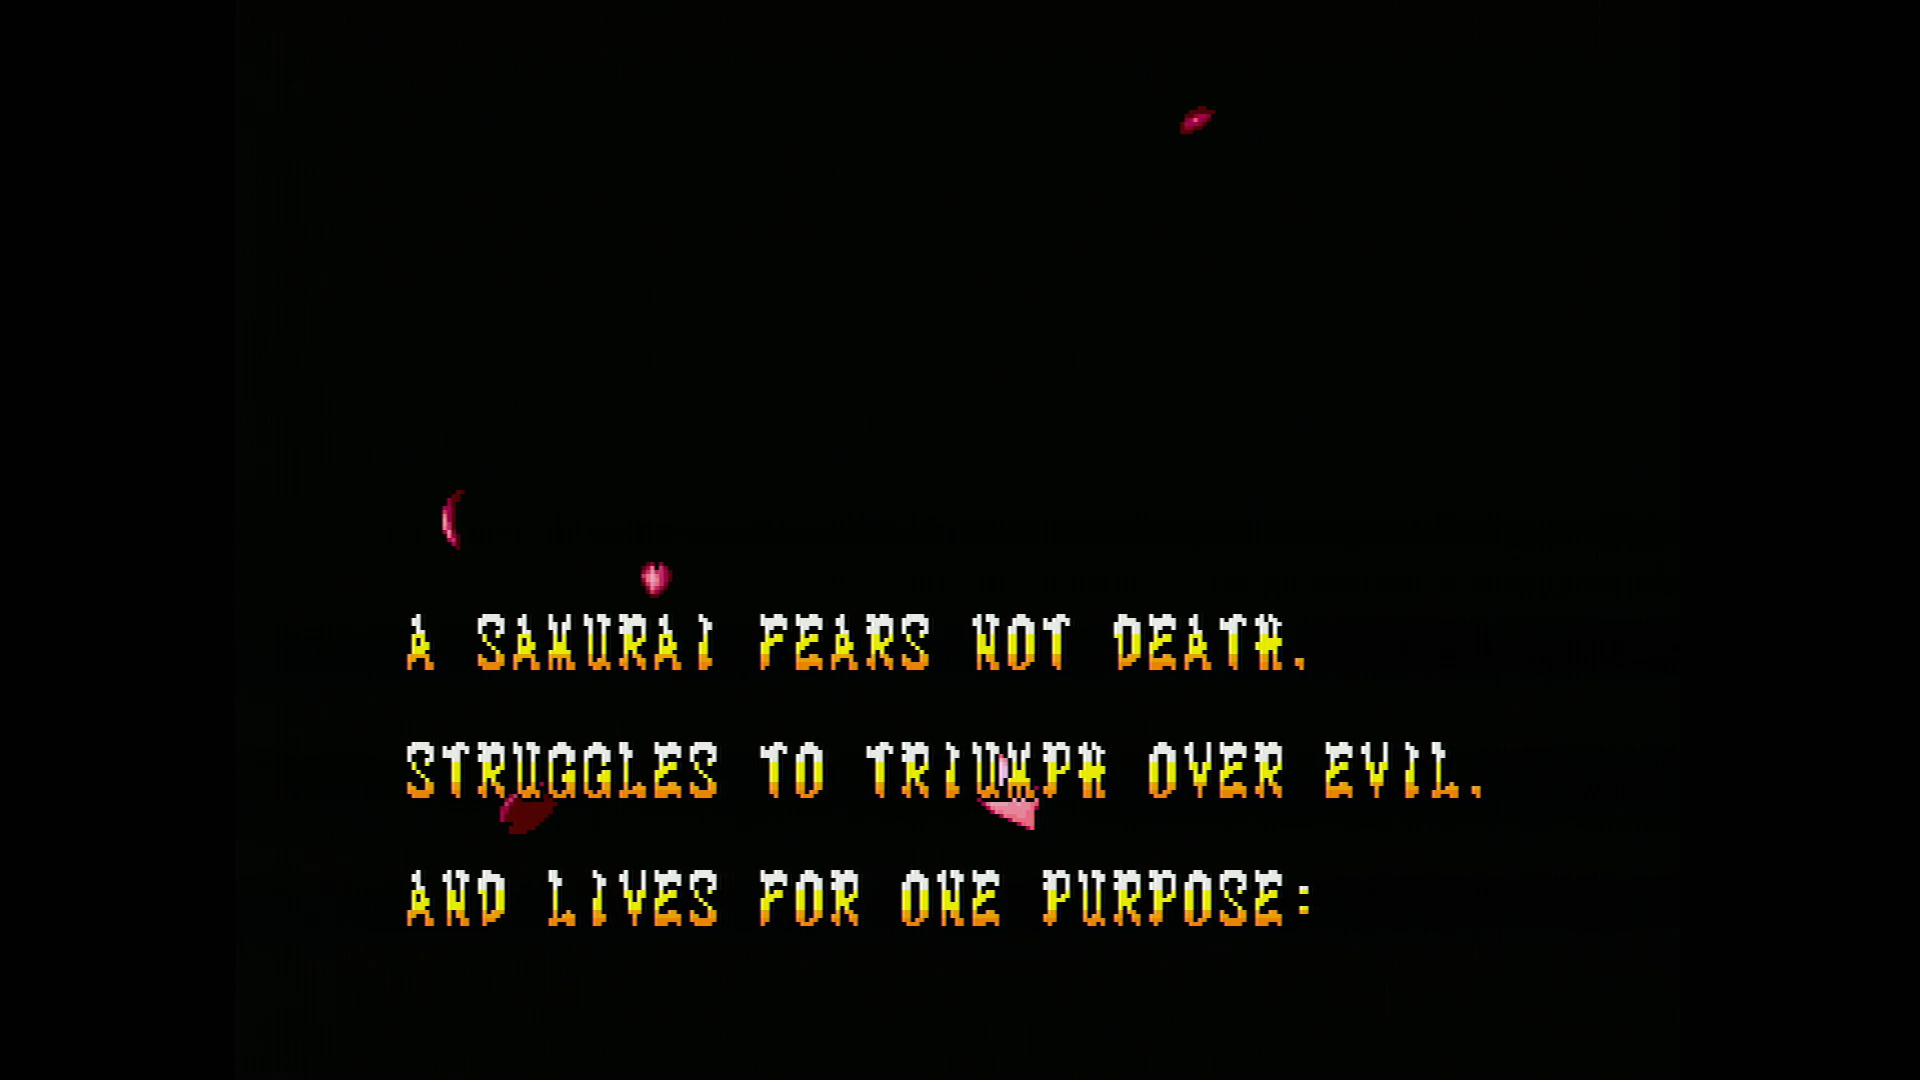 A SAMURAI FEARS NOT DEATH.
STRUGGLES TO TRIUMPH OVER EVIL.
AND LIVES FOR ONE PURPOSE: